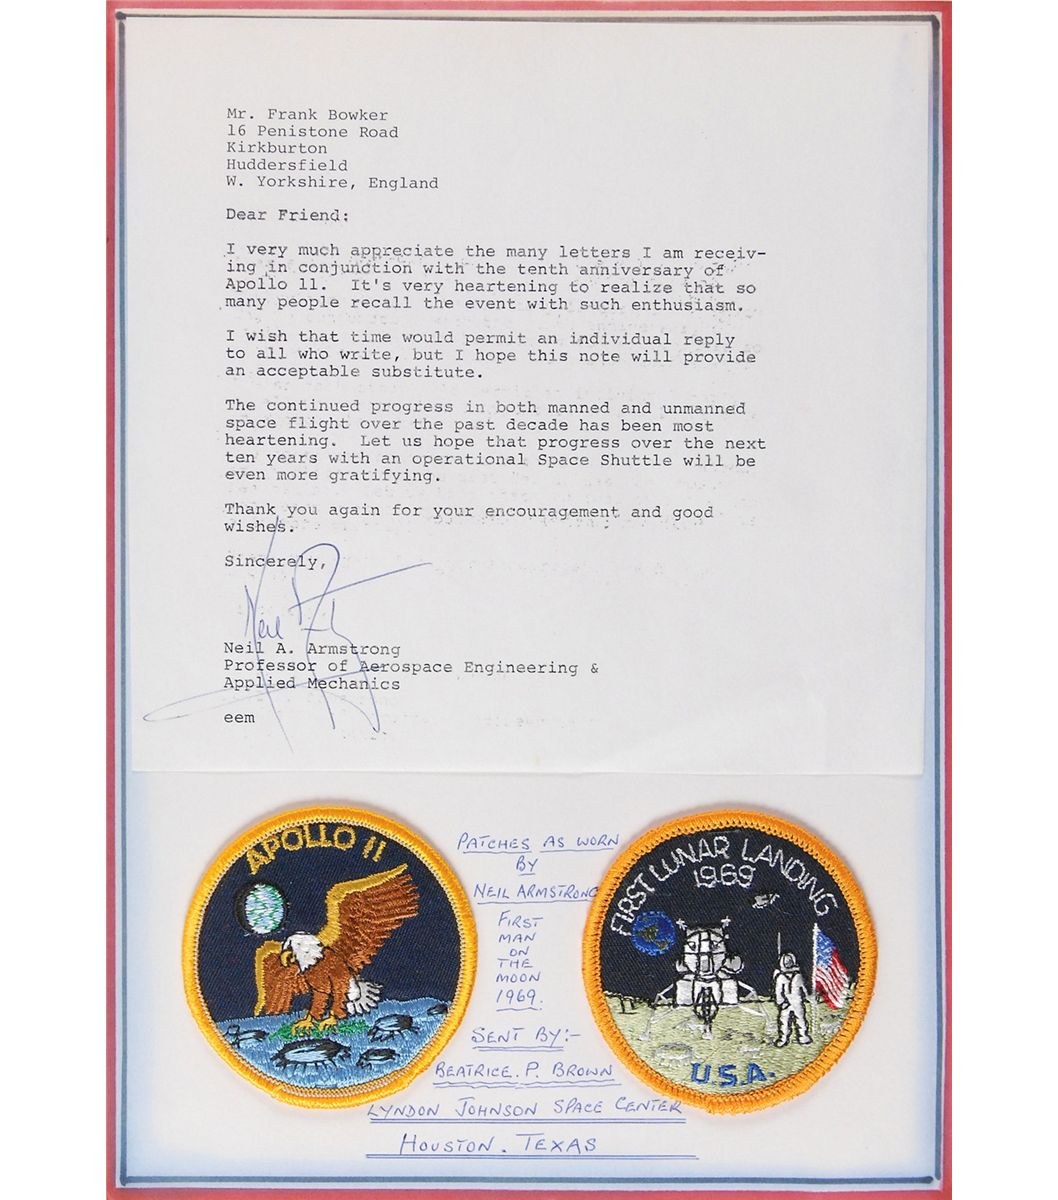 Mr. Frank Bowker
16 Penistone Road
Kirkburton
Huddersfield
W. Yorkshire, England
Dear Friend:
I very much appreciate the many letters I am receiv-
ing in conjunction with the tenth anniversary of
Apollo 11.  It's very heartening to realize that so
many people recall the event with such enthusiasm.
I wish that time would permit an individual reply
to all who write, but I hope this note will provide
an acceptable substitute.
The continued progress in both manned and unmanned
space flight over the past decade has been most
heartening.  Let us hope that progress over the next
ten years with an operational Space Shuttle will be
even more gratifying.
Thank you again for your encouragement and good
wishes.
Sincerely,
Neil
Neil A. Armstrong
Professor of Aerospace Engineering &
Applied Mechanics
eem
APOLLO 11
PATCHES AS WORN
BY
NEIL ARMSTRONG
FIRST
MAN
ON
THE
MOON
1969.
SENT BY:-
BEATRICE. P. BROWN
LYNDON JOHNSON SPACE CENTER
HOUSTON. TEXAS
FIRST LUNAR LANDING
1969
U.S.A.